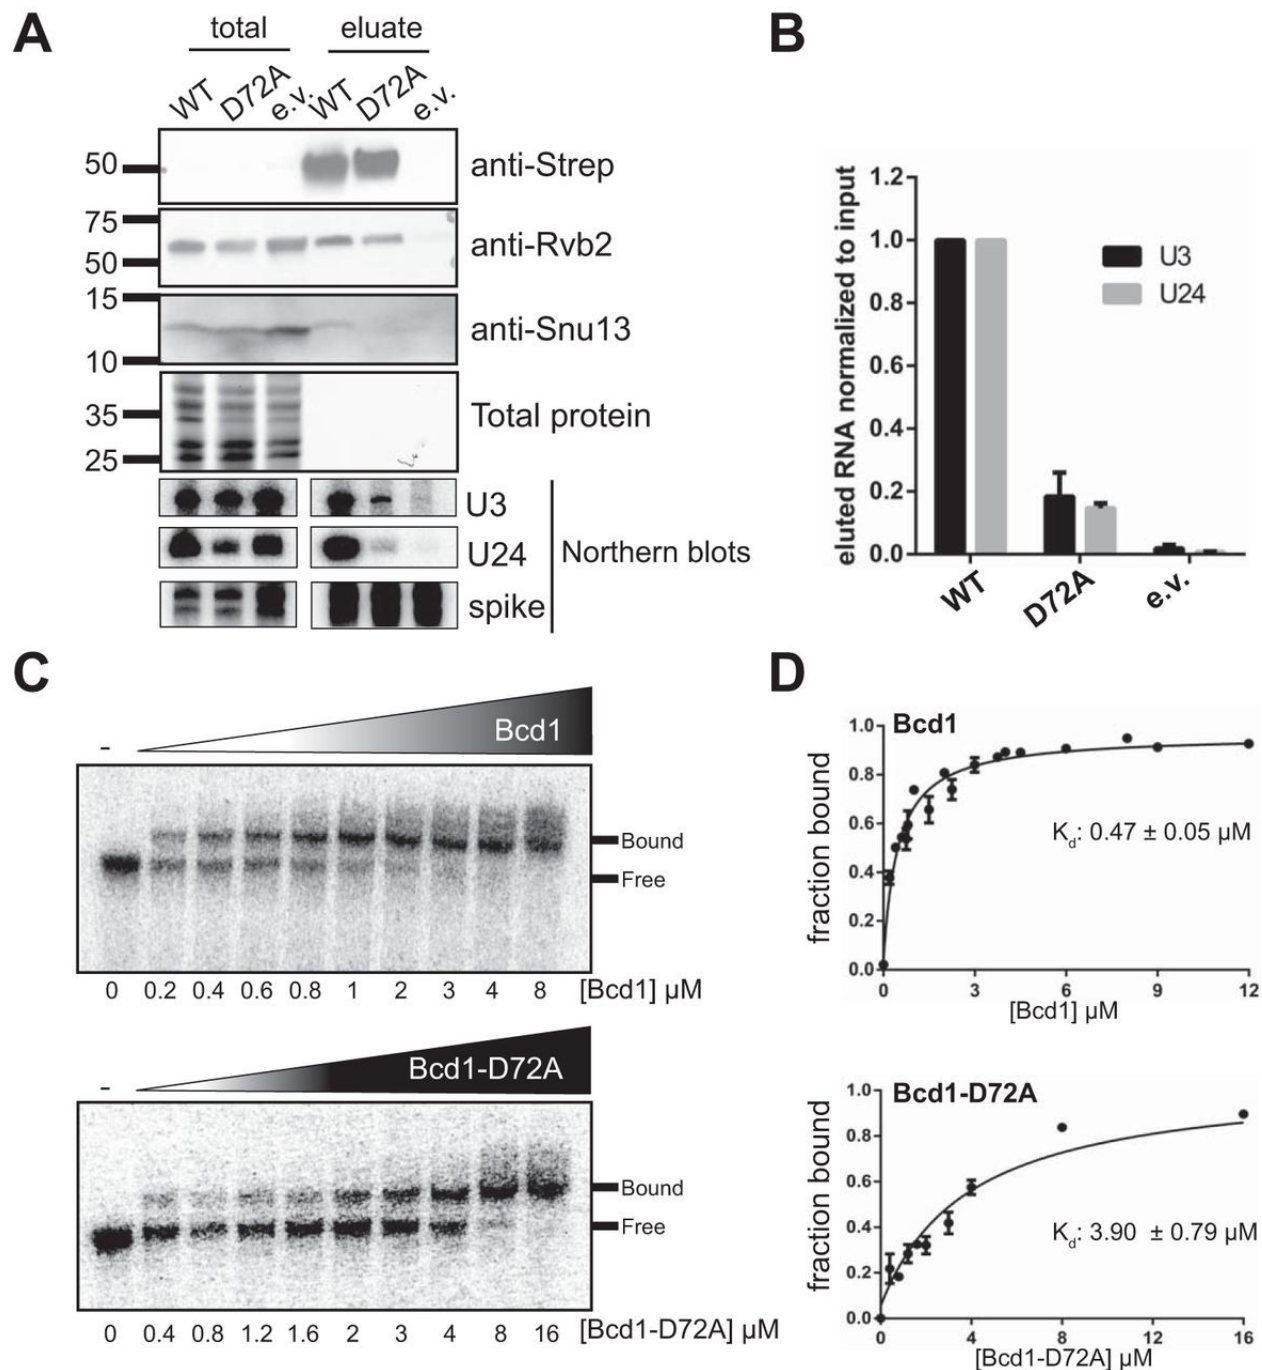 A
total eluate
WT D72A e.v. WT D72A e.v.
50 anti-Strep
75
anti-Rvb2
50
15
anti-Snu13
10
35 Total protein
25
U3
U24 Northern blots
spike
B
eluted RNA normalized to input
1.2
1.0
0.8
0.6
0.4
0.2
0.0
U3
U24
WT D72A e.v.
C
- Bcd1
Bound
Free
0 0.2 0.4 0.6 0.8 1 2 3 4 8 [Bcd1] µM
- Bcd1-D72A
Bound
Free
0 0.4 0.8 1.2 1.6 2 3 4 8 16 [Bcd1-D72A] µM
D
Bcd1
fraction bound
1.0
0.8
0.6
0.4
0.2
0.0
Kd: 0.47 ± 0.05 µM
0 3 6 9 12
[Bcd1] µM
Bcd1-D72A
fraction bound
1.0
0.8
0.6
0.4
0.2
0.0
Kd: 3.90 ± 0.79 µM
0 4 8 12 16
[Bcd1-D72A] µM